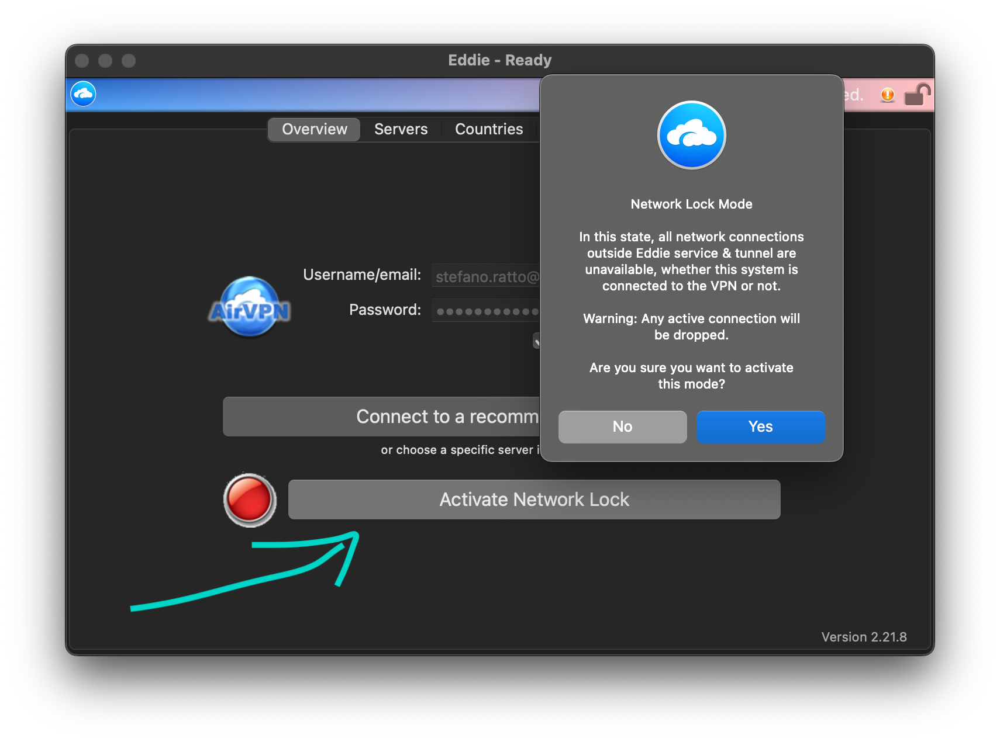 Eddie - Ready
ed.
Overview Servers Countries
Network Lock Mode
In this state, all network connections
outside Eddie service & tunnel are
unavailable, whether this system is
connected to the VPN or not.
Warning: Any active connection will
be dropped.
Are you sure you want to activate
this mode?
No Yes
AirVPN
Username/email: stefano.ratto@
Password:
Connect to a recomm
or choose a specific server i
Activate Network Lock
Version 2.21.8